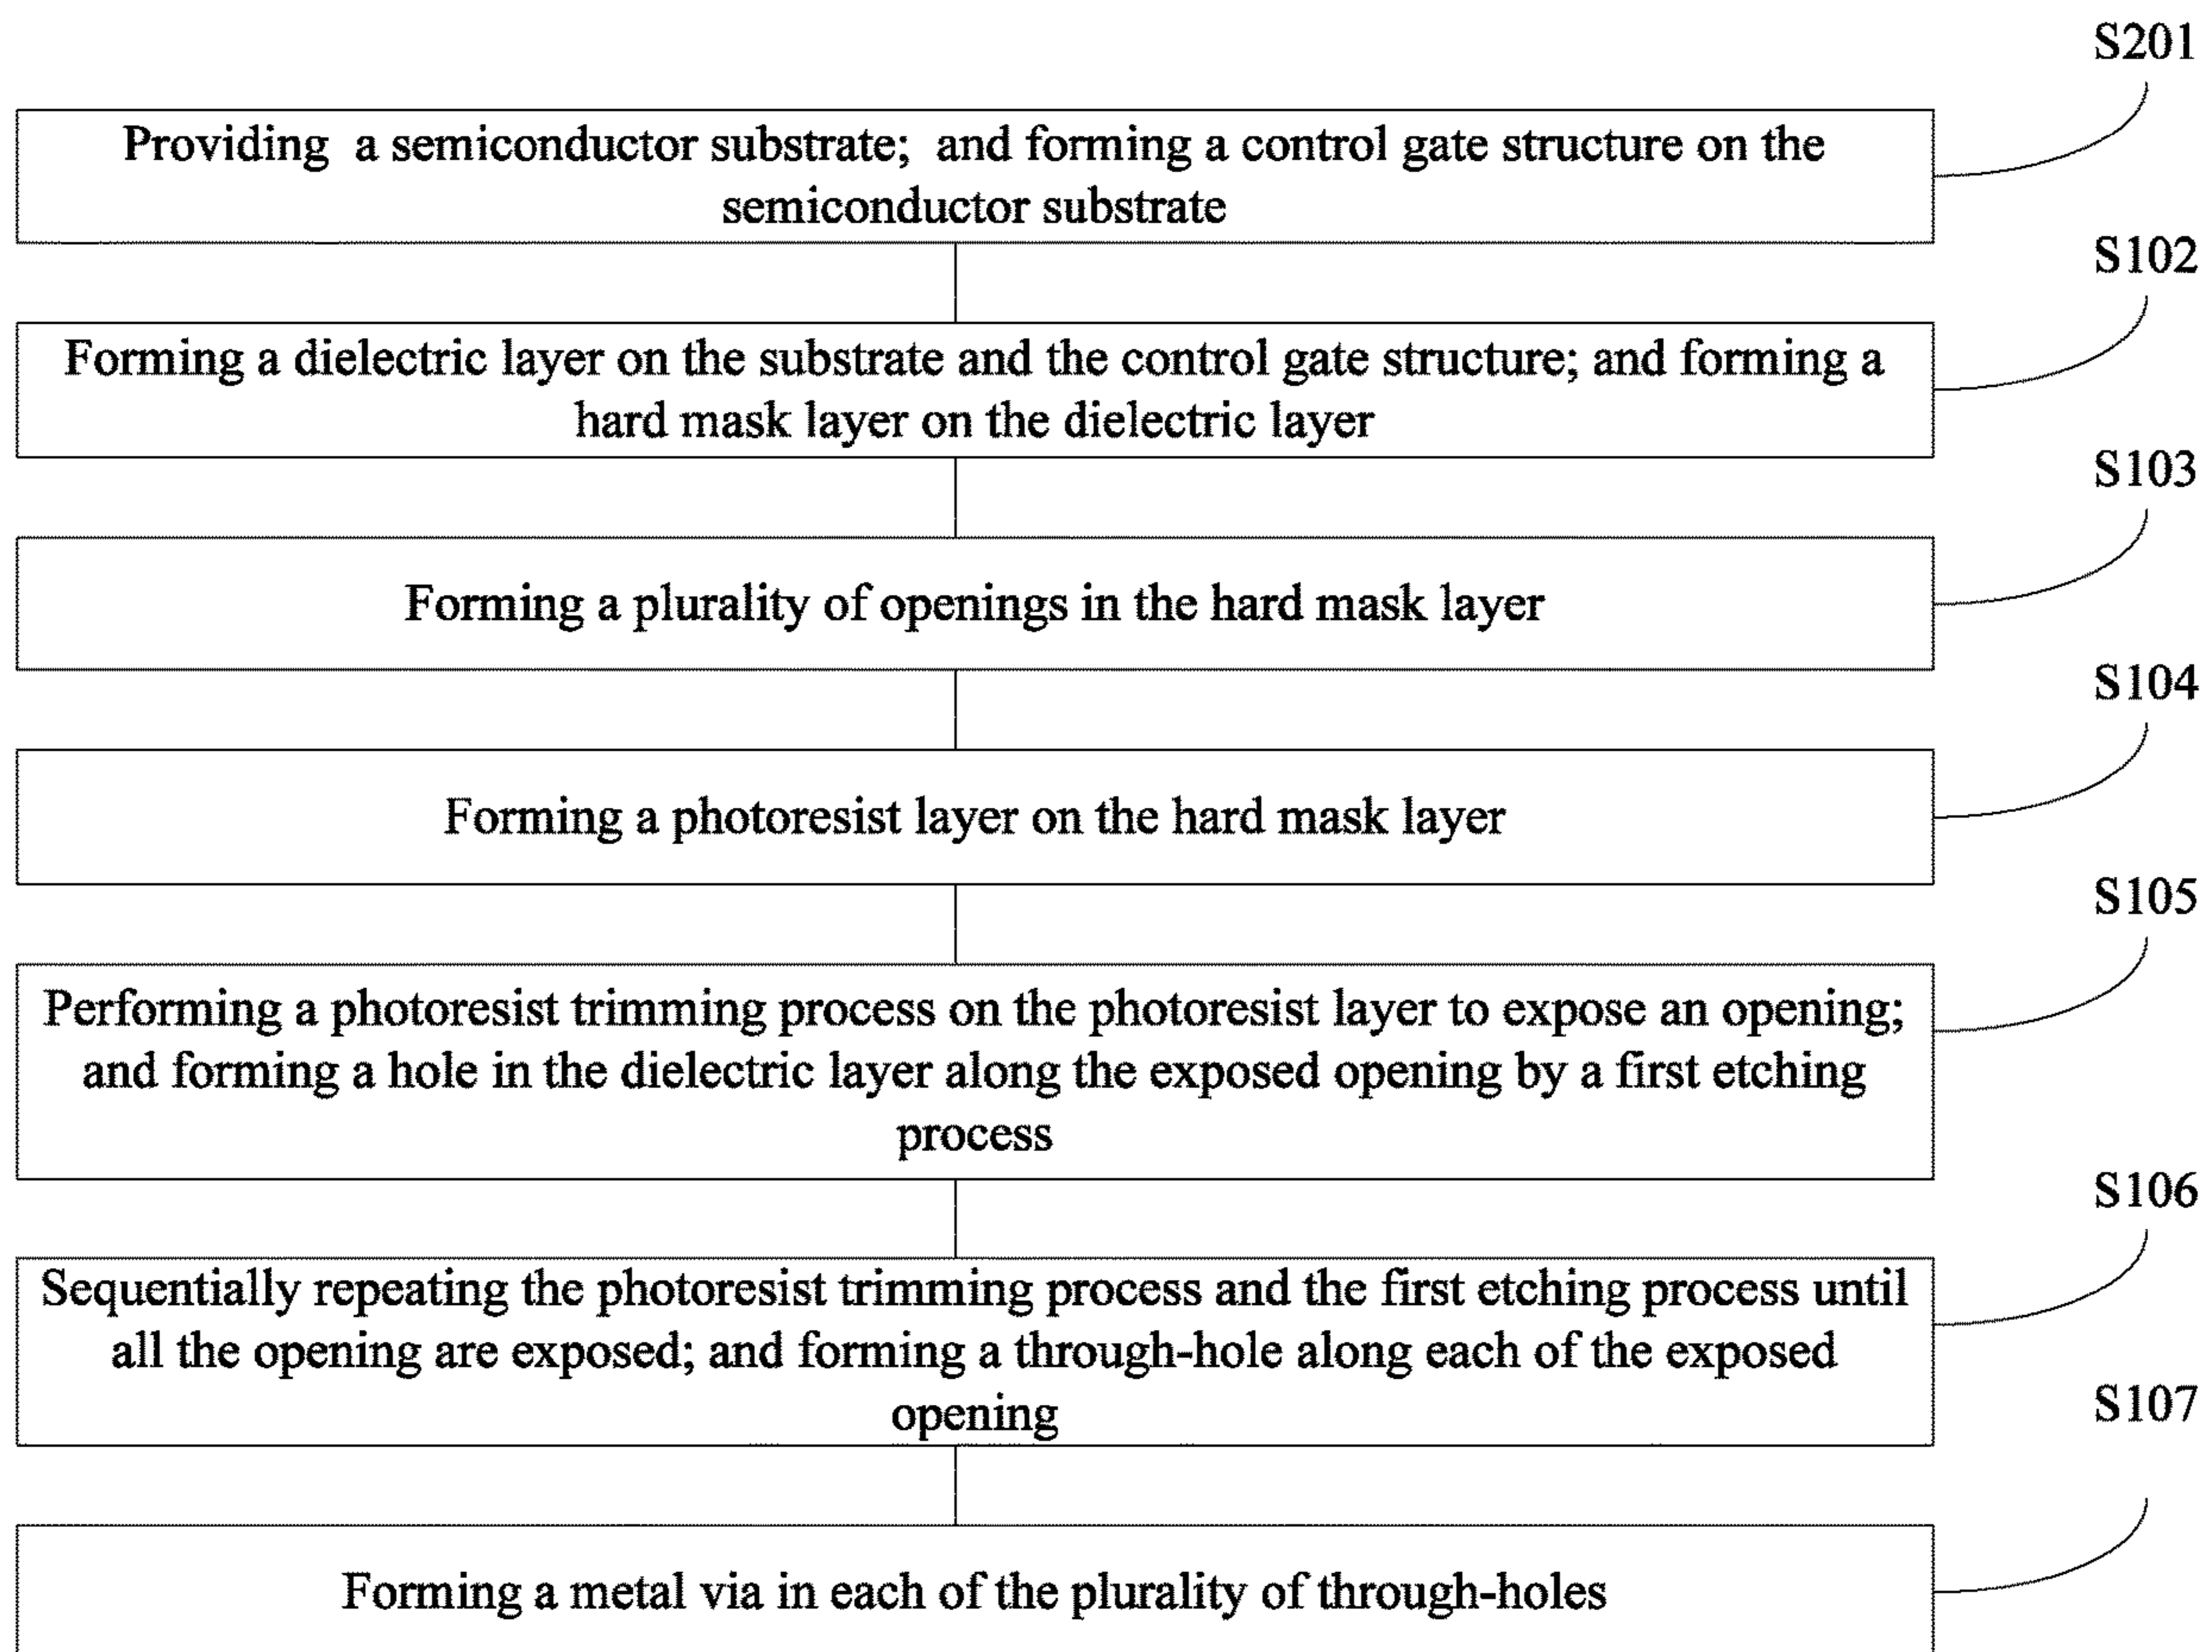 S201
Providing a semiconductor substrate; and forming a control gate structure on the
semiconductor substrate
S102
Forming a dielectric layer on the substrate and the control gate structure; and forming a
hard mask layer on the dielectric layer
S103
Forming a plurality of openings in the hard mask layer
S104
Forming a photoresist layer on the hard mask layer
S105
Performing a photoresist trimming process on the photoresist layer to expose an opening;
and forming a hole in the dielectric layer along the exposed opening by a first etching
process
S106
Sequentially repeating the photoresist trimming process and the first etching process until
all the opening are exposed; and forming a through-hole along each of the exposed
opening
S107
Forming a metal via in each of the plurality of through-holes